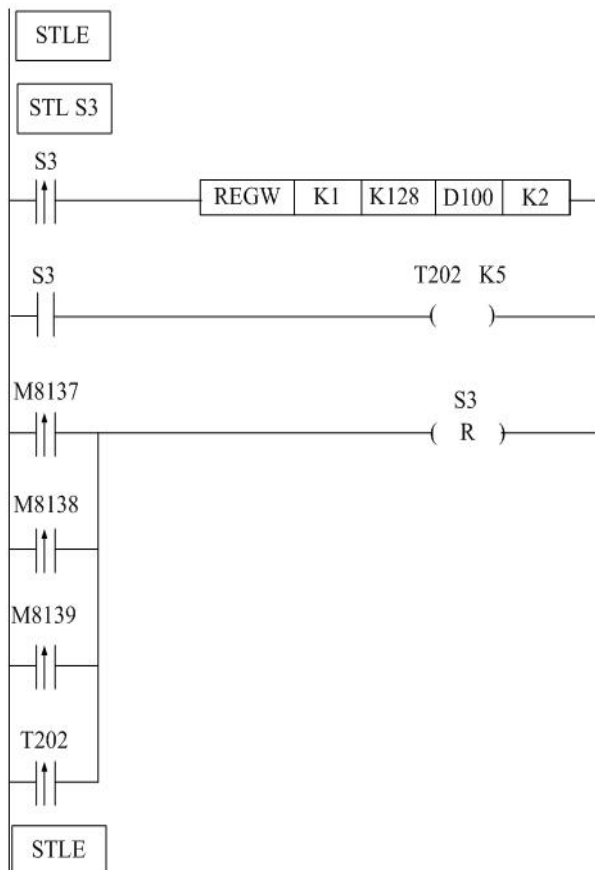 STLE
STL S3
S3
REGW K1 K128 D100 K2
S3
T202 K5
( )
M8137
S3
( R )
M8138
M8139
T202
STLE